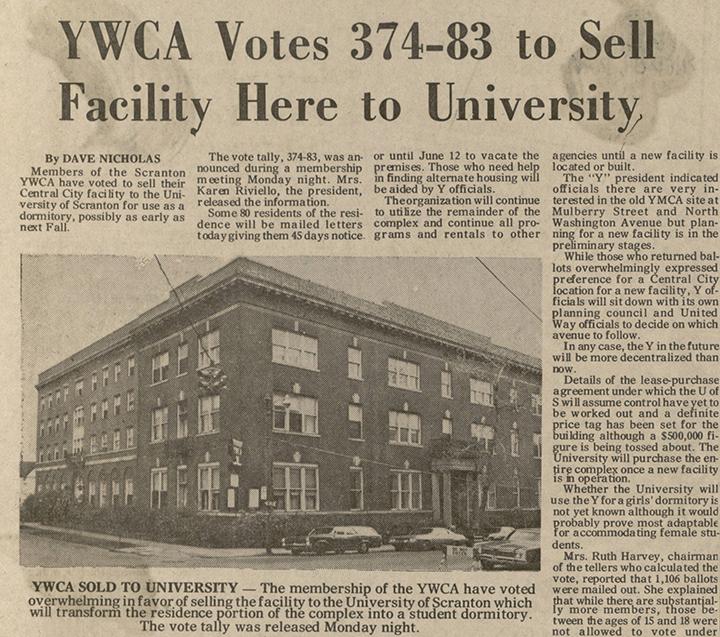 YWCA Votes 374-83 to Sell
Facility Here to University
By DAVE NICHOLAS
Members of the Scranton
YWCA have voted to sell their
Central City facility to the Uni-
versity of Scranton for use as a
dormitory, possibly as early as
next Fall.
The vote tally, 374-83, was an-
nounced during a membership
meeting Monday night. Mrs.
Karen Riviello, the president,
released the information.
Some 80 residents of the resi-
dence will be mailed letters
today giving them 45 days notice
or until June 12 to vacate the
premises. Those who need help
in finding alternate housing will
be aided by Y officials.
The organization will continue
to utilize the remainder of the
complex and continue all pro-
grams and rentals to other
agencies until a new facility is
located or built.
The "Y" president indicated
officials there are very in-
terested in the old YMCA site at
Mulberry Street and North
Washington Avenue but plan-
ning for a new facility is in the
preliminary stages.
While those who returned bal-
lots overwhelmingly expressed
preference for a Central City
location for a new facility, Y of-
ficials will sit down with its own
planning council and United
Way officials to decide on which
avenue to follow.
In any case, the Y in the future
will be more decentralized than
now.
Details of the lease-purchase
agreement under which the U of
S will assume control have yet to
be worked out and a definite
price tag has been set for the
building although a $500,000 fi-
gure is being tossed about. The
University will purchase the en-
tire complex once a new facility
is in operation.
Whether the University will
use the Y for a girls' dormitory is
not yet known although it would
probably prove most adaptable
for accommodating female stu-
dents.
Mrs. Ruth Harvey, chairman
of the tellers who calculated the
vote, reported that 1,106 ballots
were mailed out. She explained
that while there are substantial-
ly more members, those be-
tween the ages of 15 and 18 were
not allowed to vote under
YWCA SOLD TO UNIVERSITY — The membership of the YWCA have voted
overwhelming in favor of selling the facility to the University of Scranton which
will transform the residence portion of the complex into a student dormitory.
The vote tally was released Monday night.